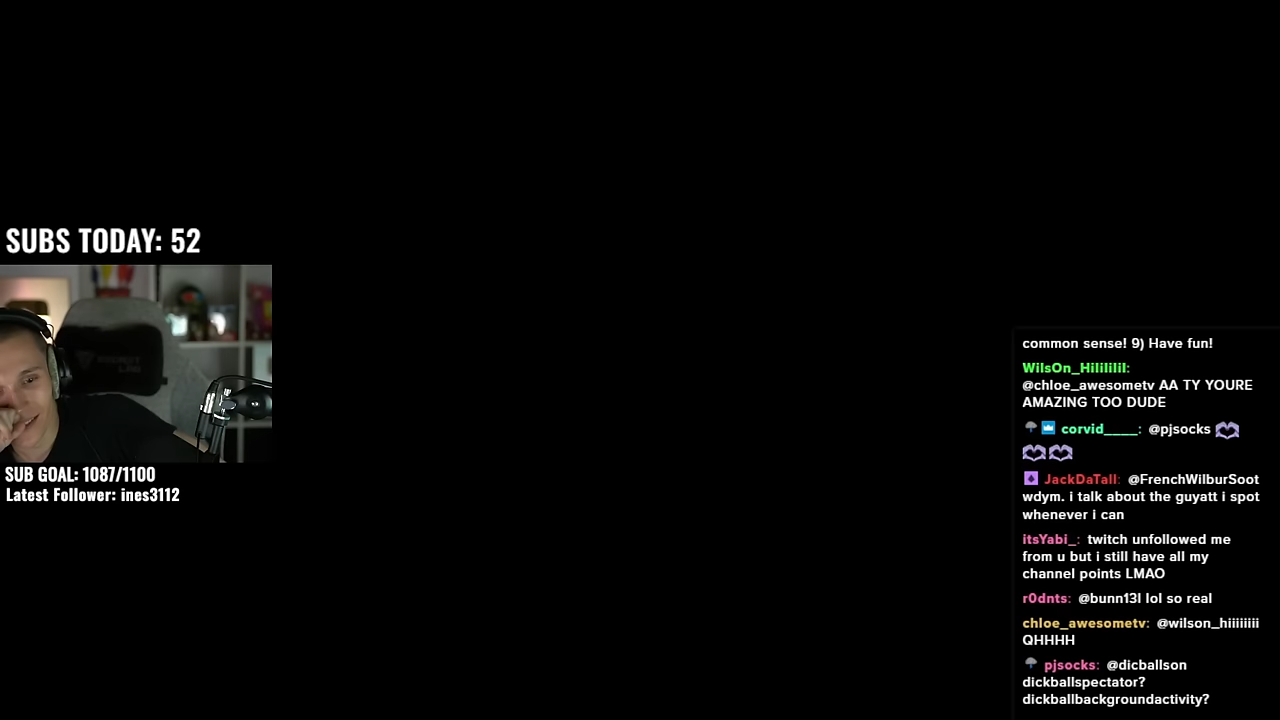 SUBS TODAY: 52
SUB GOAL: 1087/1100
Latest Follower: ines3112
common sense! 9) Have fun!
WilsOn_HiIiIiIiI:
@chloe_awesometv AA TY YOURE
AMAZING TOO DUDE
corvid____: @pjsocks
JackDaTall: @FrenchWilburSoot
wdym. i talk about the guyatt i spot
whenever i can
itsYabi_: twitch unfollowed me
from u but i still have all my
channel points LMAO
r0dnts: @bunn13l lol so real
chloe_awesometv: @wilson_hiiiiiiii
QHHHH
pjsocks: @dicballson
dickballspectator?
dickballbackgroundactivity?